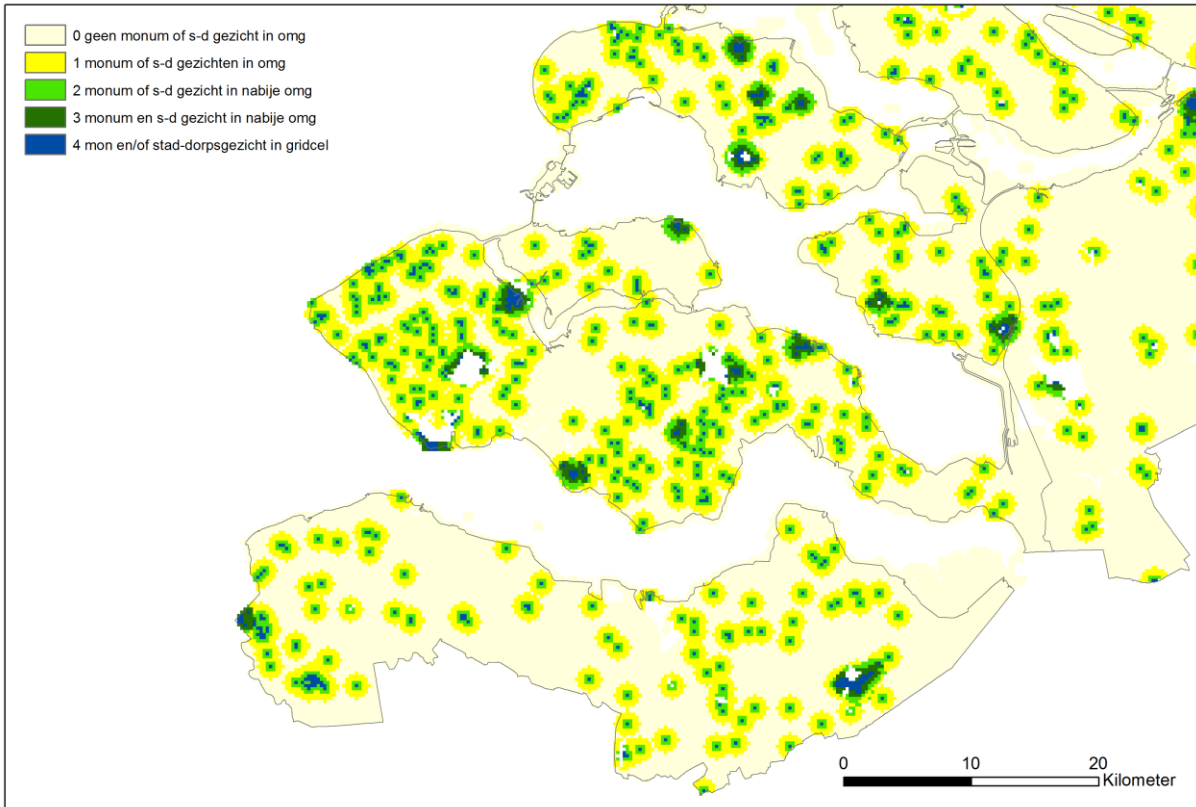 0 geen monum of s-d gezicht in omg
1 monum of s-d gezichten in omg
2 monum of s-d gezicht in nabije omg
3 monum en s-d gezicht in nabije omg
4 mon en/of stad-dorpsgezicht in gridcel
0 10 20
Kilometer